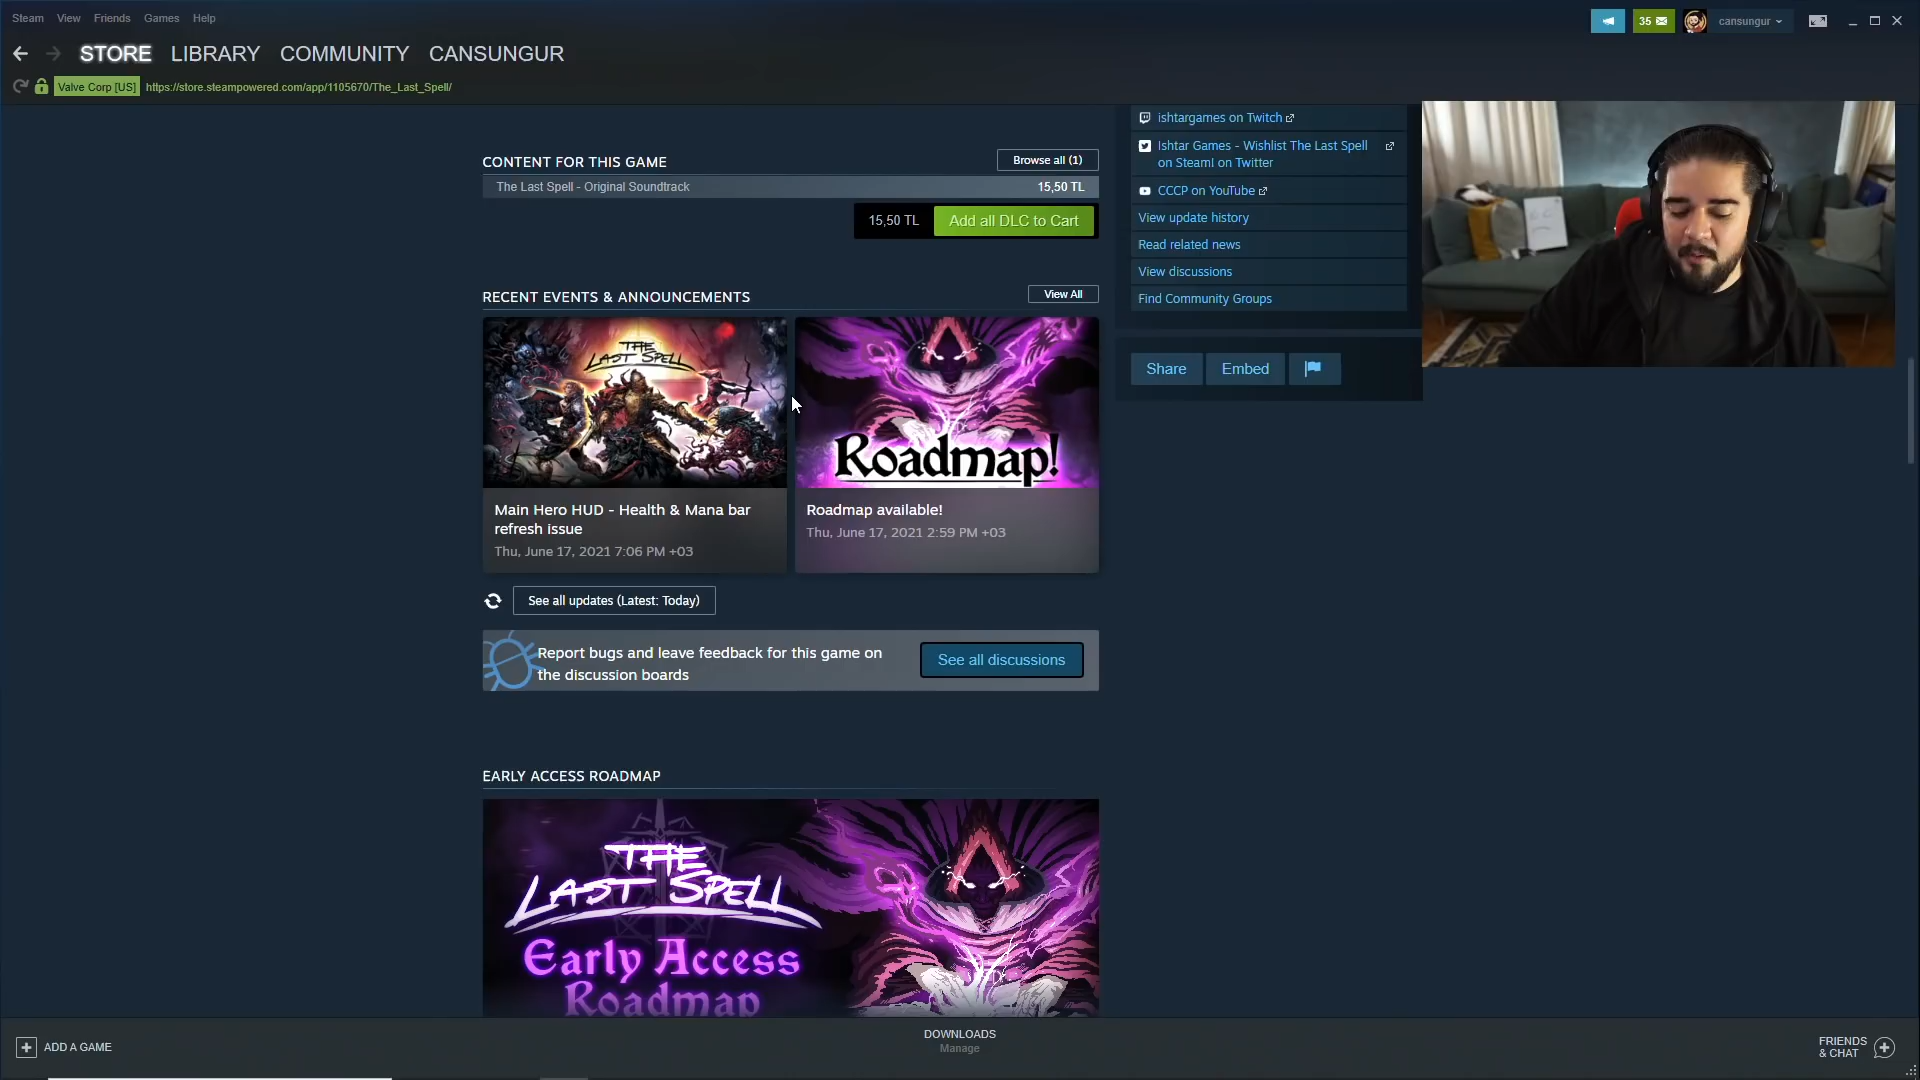 Steam View Friends Games Help
35
cansungur
STORE LIBRARY COMMUNITY CANSUNGUR
Valve Corp [US] https://store.steampowered.com/app/1105670/The_Last_Spell/
CONTENT FOR THIS GAME
Browse all (1)
The Last Spell - Original Soundtrack 15,50 TL
15,50 TL Add all DLC to Cart
RECENT EVENTS & ANNOUNCEMENTS
View All
THE
LAST SPELL
Roadmap!
Main Hero HUD - Health & Mana bar
refresh issue
Thu, June 17, 2021 7:06 PM +03
Roadmap available!
Thu, June 17, 2021 2:59 PM +03
See all updates (Latest: Today)
Report bugs and leave feedback for this game on
the discussion boards
See all discussions
EARLY ACCESS ROADMAP
THE
LAST SPELL
Early Access
Roadmap
ishtargames on Twitch
Ishtar Games - Wishlist The Last Spell
on Steam! on Twitter
CCCP on YouTube
View update history
Read related news
View discussions
Find Community Groups
Share Embed
ADD A GAME
DOWNLOADS
Manage
FRIENDS
& CHAT